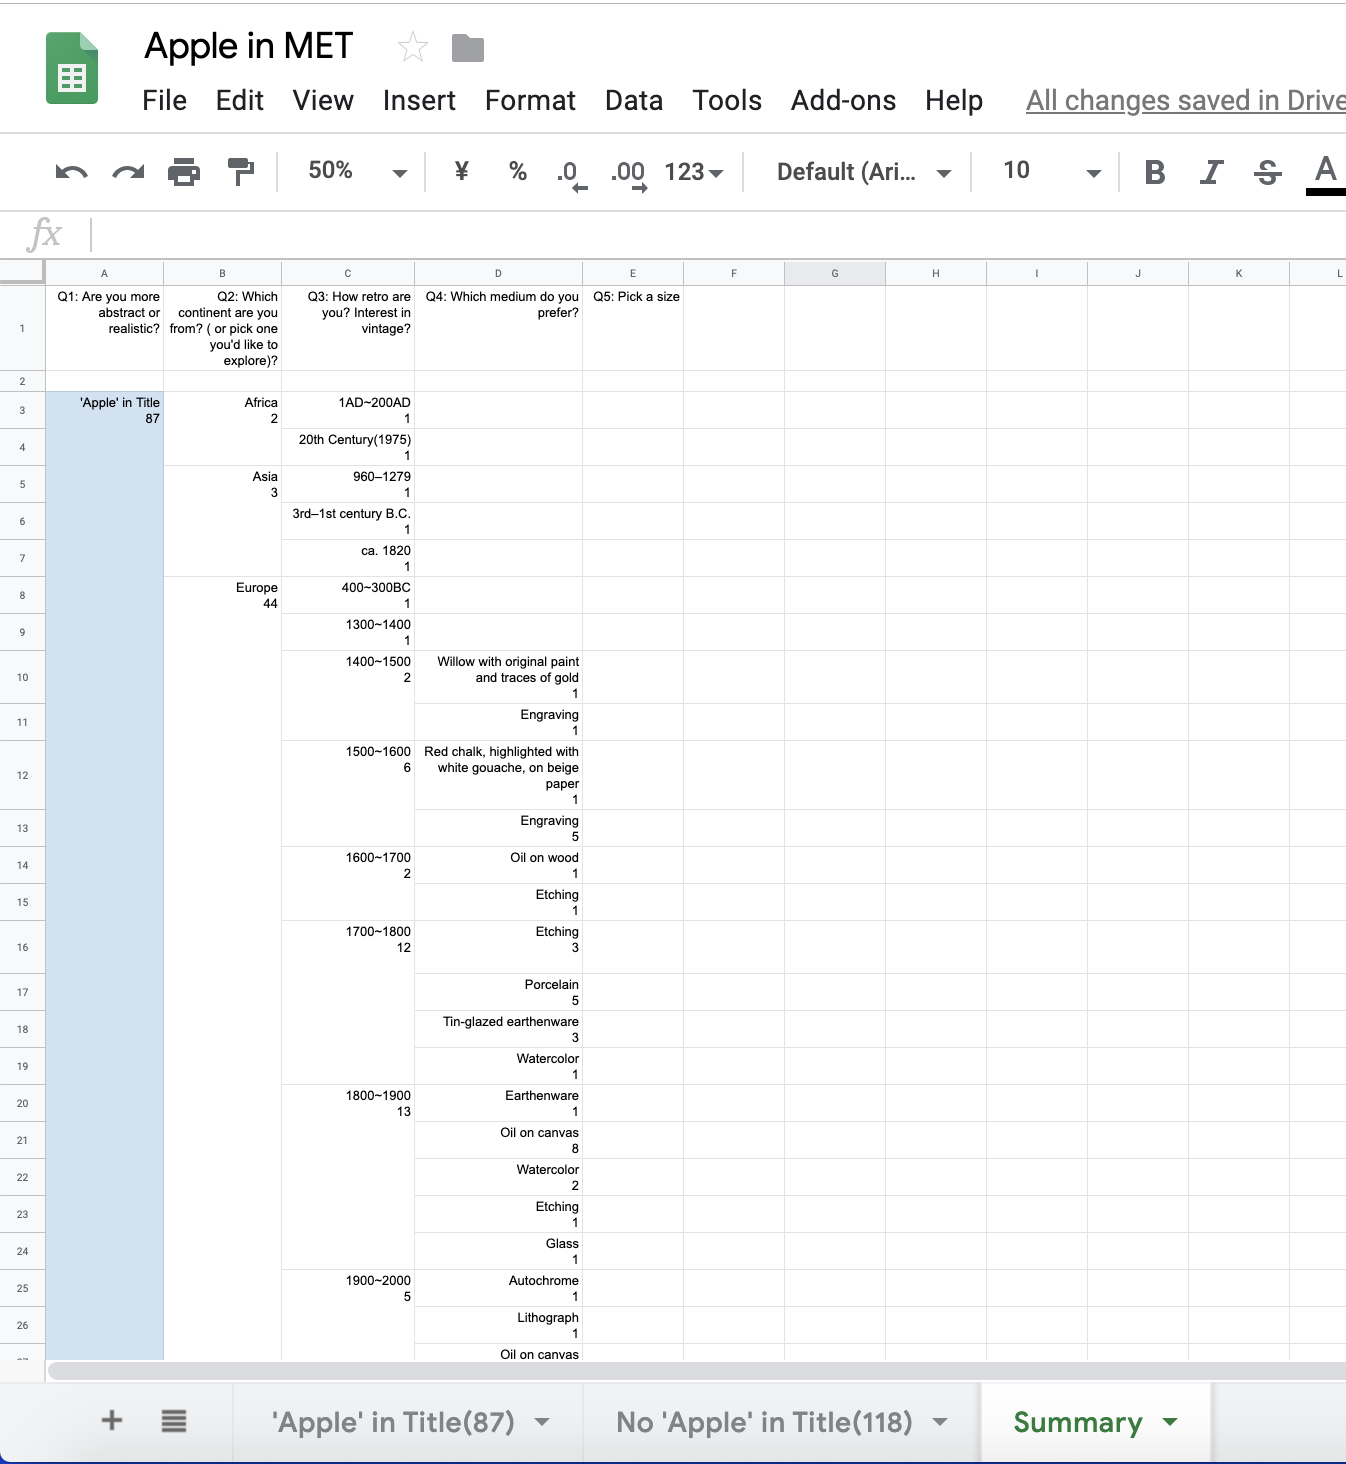 Apple in MET
File Edit View Insert Format Data Tools Add-ons Help All changes saved in Drive
50% ¥ % .0 .00 123 Default (Ari... 10 B I S A
fx
A B C D E F G H I J K L
1 Q1: Are you more abstract or realistic? Q2: Which continent are you from? ( or pick one you'd like to explore)? Q3: How retro are you? Interest in vintage? Q4: Which medium do you prefer? Q5: Pick a size
2
3 'Apple' in Title 87 Africa 2 1AD~200AD 1
4 20th Century(1975) 1
5 Asia 3 960–1279 1
6 3rd–1st century B.C. 1
7 ca. 1820 1
8 Europe 44 400~300BC 1
9 1300~1400 1
10 1400~1500 2 Willow with original paint and traces of gold 1
11 Engraving 1
12 1500~1600 6 Red chalk, highlighted with white gouache, on beige paper 1
13 Engraving 5
14 1600~1700 2 Oil on wood 1
15 Etching 1
16 1700~1800 12 Etching 3
17 Porcelain 5
18 Tin-glazed earthenware 3
19 Watercolor 1
20 1800~1900 13 Earthenware 1
21 Oil on canvas 8
22 Watercolor 2
23 Etching 1
24 Glass 1
25 1900~2000 5 Autochrome 1
26 Lithograph 1
Oil on canvas
+ 'Apple' in Title(87) No 'Apple' in Title(118) Summary